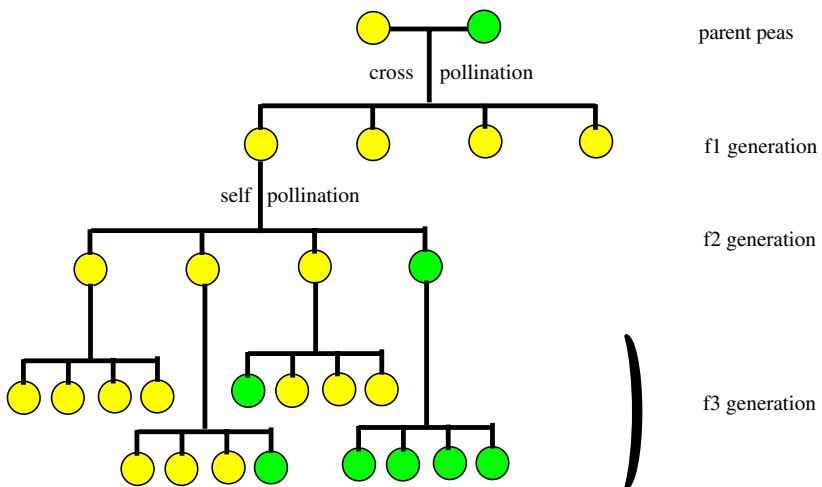 parent peas
cross pollination
f1 generation
self pollination
f2 generation
f3 generation